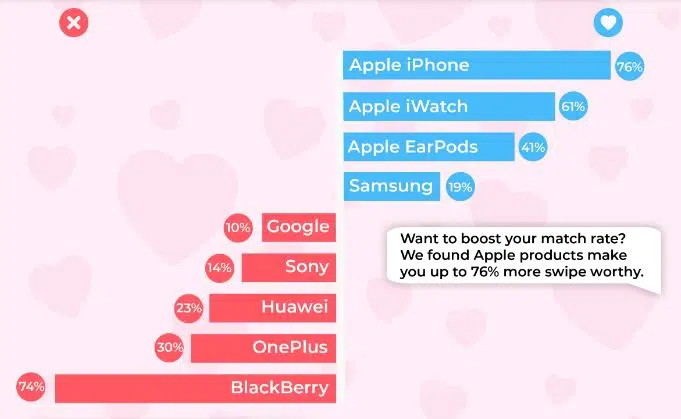 Apple iPhone 76%
Apple iWatch 61%
Apple EarPods 41%
Samsung 19%
10% Google
Want to boost your match rate?
We found Apple products make
you up to 76% more swipe worthy.
14% Sony
23% Huawei
30% OnePlus
74% BlackBerry